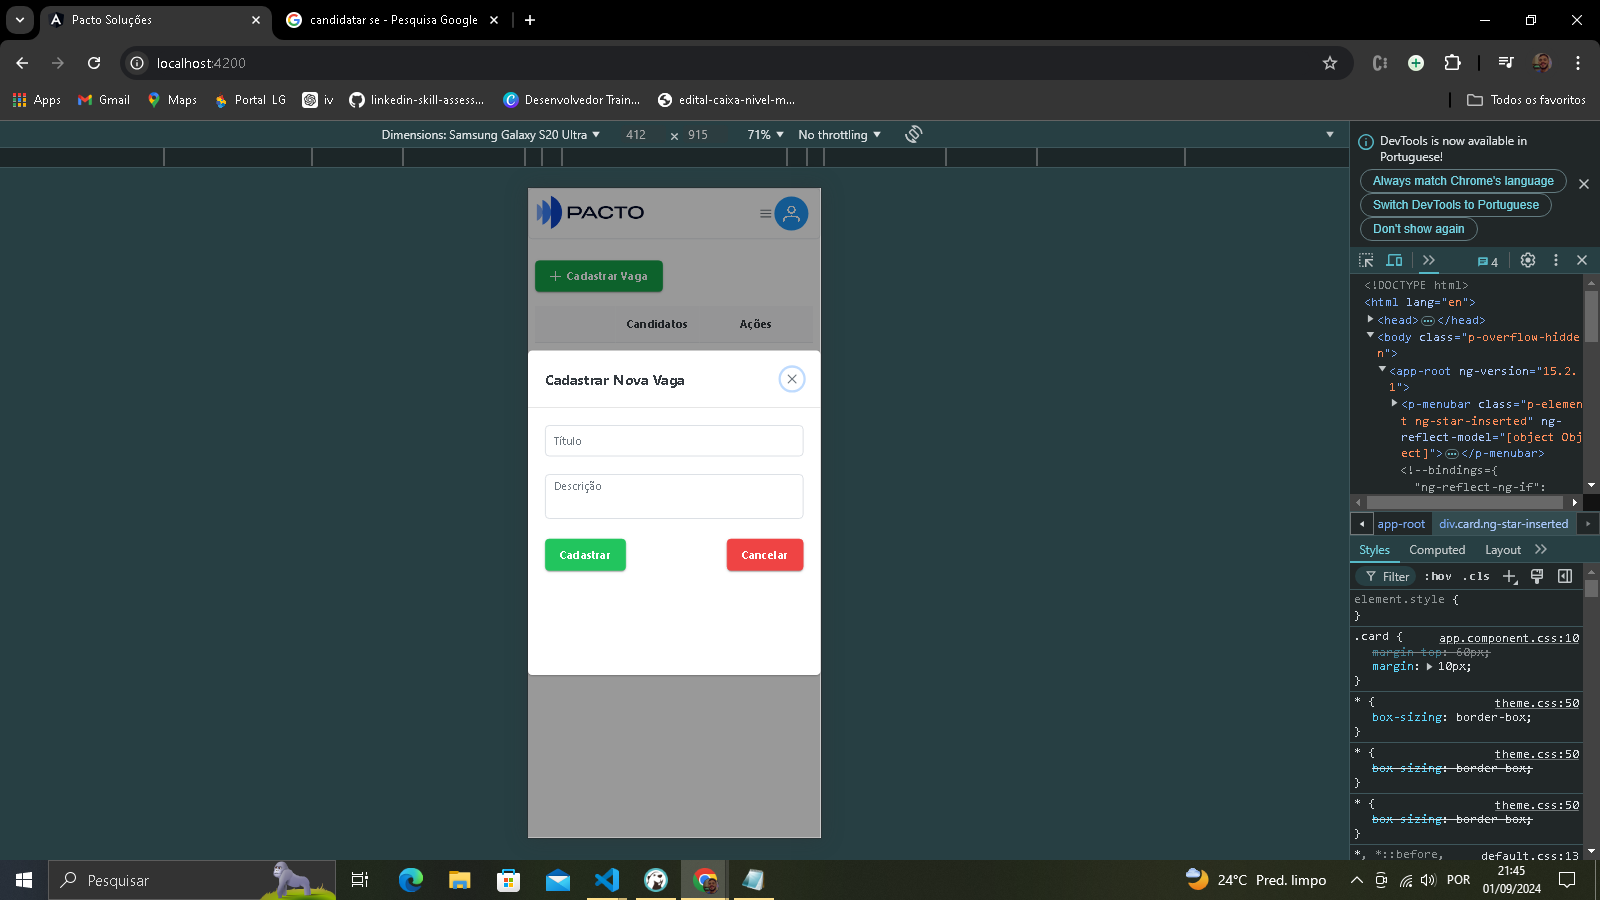 Pacto Soluções
candidatar se - Pesquisa Google
localhost:4200
Apps
Gmail
Maps
Portal LG
iv
linkedin-skill-assess...
Desenvolvedor Train...
edital-caixa-nivel-m...
Todos os favoritos
Dimensions: Samsung Galaxy S20 Ultra
412
×
915
71%
No throttling
DevTools is now available in
Portuguese!
Always match Chrome's language
Switch DevTools to Portuguese
Don't show again
4
PACTO
Cadastrar Vaga
Candidatos
Ações
Cadastrar Nova Vaga
Título
Descrição
Cadastrar
Cancelar
<!DOCTYPE html>
<html lang="en">
<head> ⋯ </head>
<body class="p-overflow-hidde
n">
<app-root ng-version="15.2.
1">
<p-menubar class="p-elemen
t ng-star-inserted" ng-
reflect-model="[object Obj
ect]"> ⋯ </p-menubar>
<!--bindings={
"ng-reflect-ng-if":
app-root
div.card.ng-star-inserted
Styles
Computed
Layout
Filter
:hov
.cls
element.style {
}
.card {
app.component.css:10
margin-top: 60px;
margin: 10px;
}
* {
theme.css:50
box-sizing: border-box;
}
* {
theme.css:50
box-sizing: border-box;
}
* {
theme.css:50
box-sizing: border-box;
}
*, *::before,
default.css:13
Pesquisar
24°C Pred. limpo
POR
21:45
01/09/2024